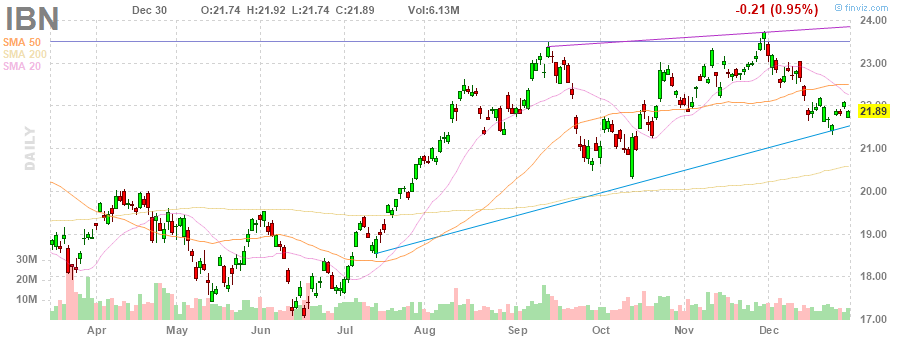 IBN
Dec 30 O:21.74 H:21.92 L:21.74 C:21.89 Vol:6.13M
-0.21 (0.95%)
finviz.com
SMA 50
SMA 200
SMA 20
DAILY
24.00
23.00
22.00
21.89
21.00
20.00
19.00
18.00
17.00
30M
20M
10M
Apr May Jun Jul Aug Sep Oct Nov Dec